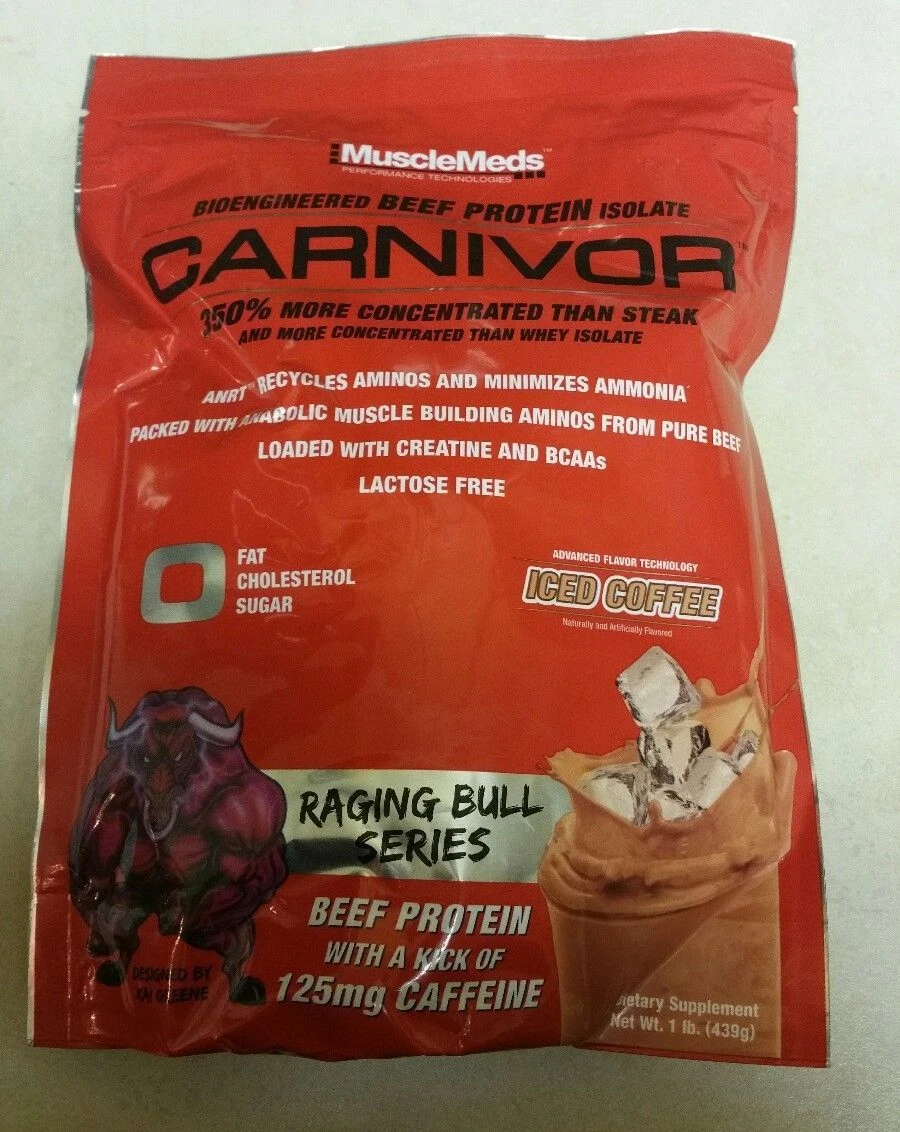 MuscleMeds™
PERFORMANCE TECHNOLOGIES
BIOENGINEERED BEEF PROTEIN ISOLATE
CARNIVOR™
350% MORE CONCENTRATED THAN STEAK
AND MORE CONCENTRATED THAN WHEY ISOLATE
ANRT™ RECYCLES AMINOS AND MINIMIZES AMMONIA*
PACKED WITH ANABOLIC MUSCLE BUILDING AMINOS FROM PURE BEEF
LOADED WITH CREATINE AND BCAAs
LACTOSE FREE
0 FAT
CHOLESTEROL
SUGAR
ADVANCED FLAVOR TECHNOLOGY
ICED COFFEE
Naturally and Artificially Flavored
RAGING BULL
SERIES
BEEF PROTEIN
WITH A KICK OF
125mg CAFFEINE
DESIGNED BY
KAI GREENE
Dietary Supplement
Net Wt. 1 lb. (439g)